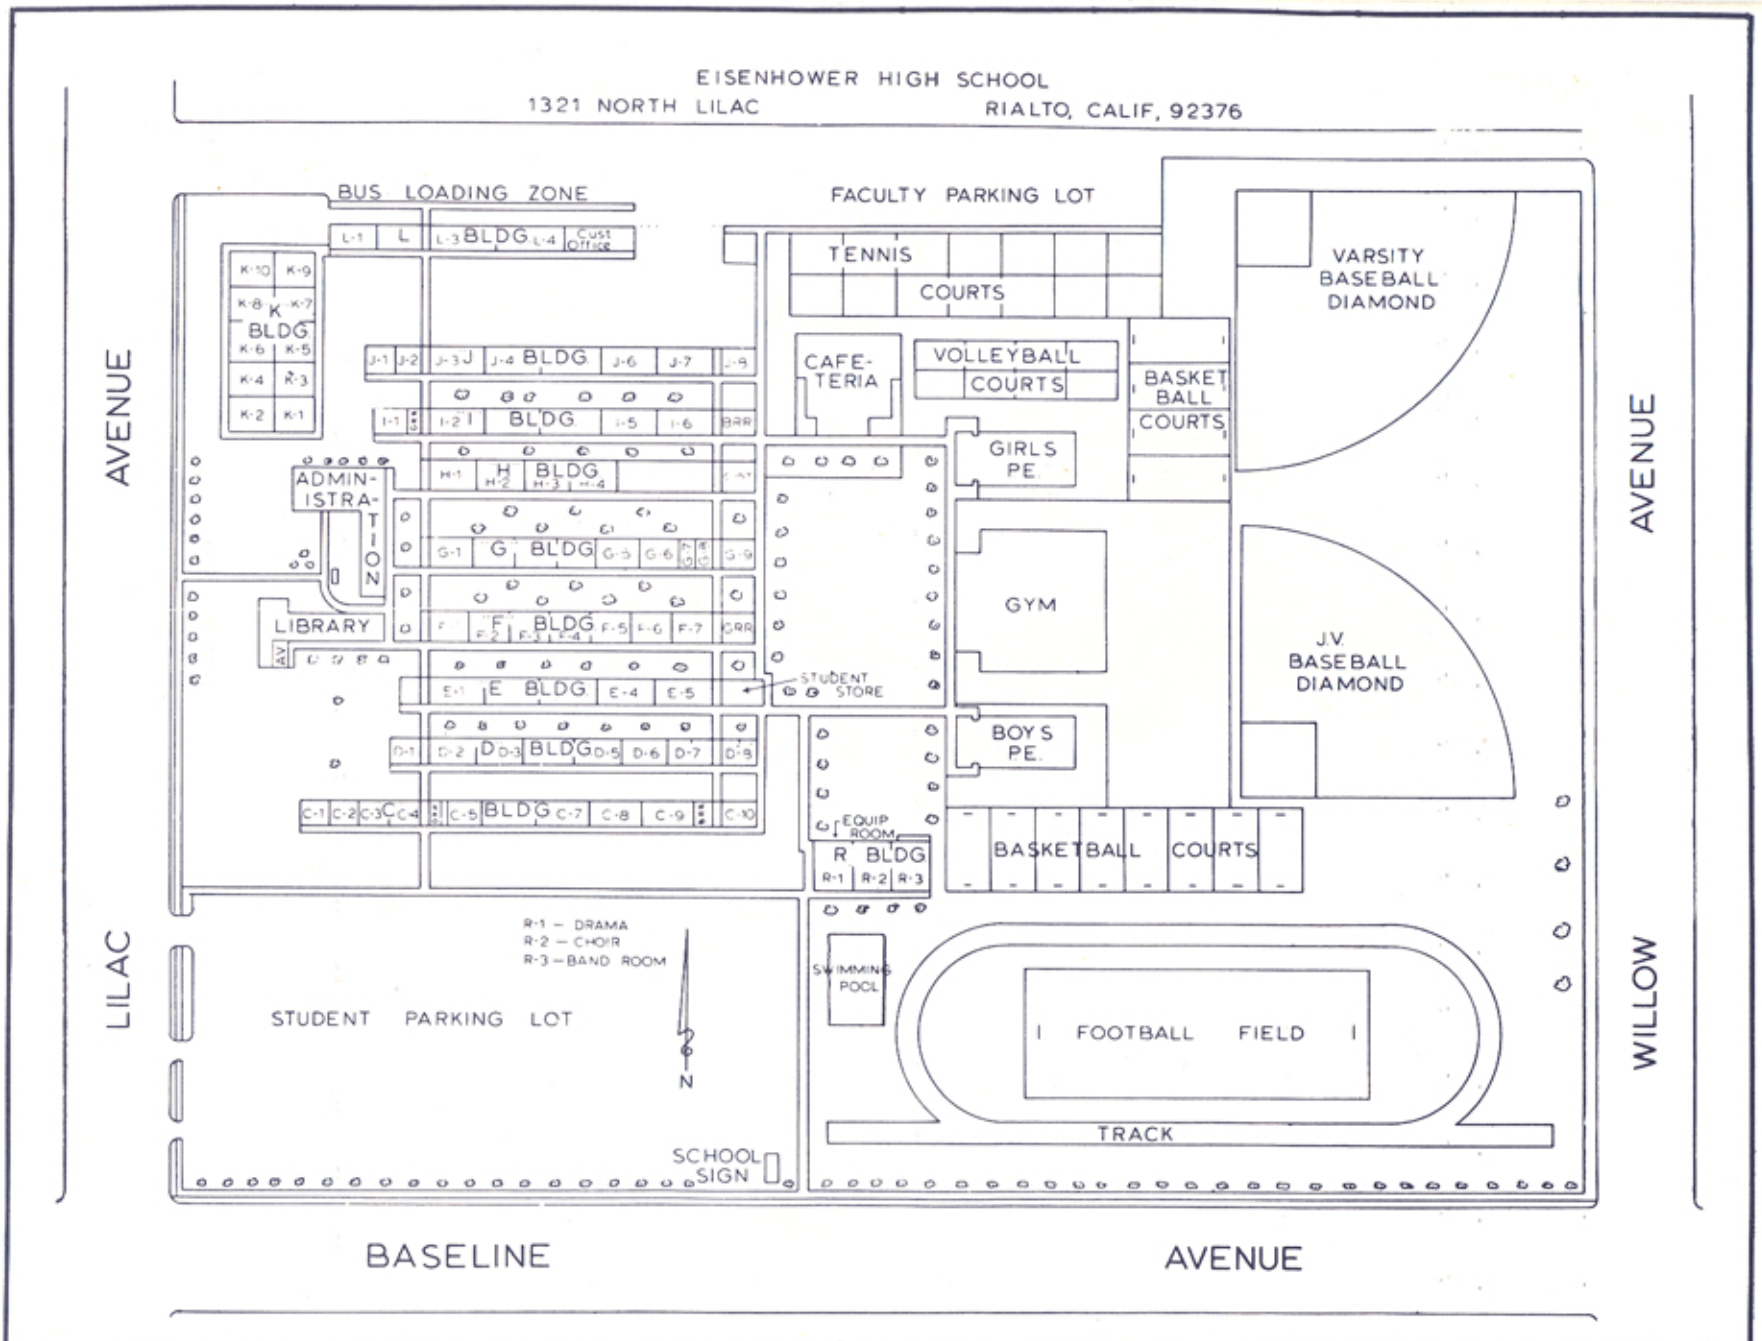 EISENHOWER HIGH SCHOOL
1321 NORTH LILAC RIALTO, CALIF, 92376
BUS LOADING ZONE
FACULTY PARKING LOT
L-1 L L-3 BLDG. L-4 Cust Office
K-10 K-9
K-8 K K-7
BLDG.
K-6 K-5
K-4 K-3
K-2 K-1
TENNIS
COURTS
VARSITY
BASEBALL
DIAMOND
J-1 J-2 J-3 J J-4 BLDG. J-6 J-7
CAFE-
TERIA
VOLLEYBALL
COURTS
BASKET
BALL
COURTS
I-1 I-2 I BLDG. I-5 I-6 BRR
GIRLS
PE.
H-1 H BLDG.
H-2 H-3 H-4
ADMIN-
ISTRA-
TION
G-1 G BLDG G-5 G-6 G-7 G-8 G-9
GYM
LIBRARY
AV
F BLDG. F-5 F-6 F-7 GRR
F-2 F-3 F-4
J.V.
BASEBALL
DIAMOND
E-1 E BLDG. E-4 E-5
STUDENT
STORE
D-1 D-2 D D-3 BLDG. D-5 D-6 D-7
BOYS
PE.
C-1 C-2 C-3 C C-4 C-5 BLDG C-7 C-8 C-9 C-10
EQUIP
ROOM
R BLDG
R-1 R-2 R-3
BASKETBALL COURTS
R-1 – DRAMA
R-2 – CHOIR
R-3 – BAND ROOM
SWIMMING
POOL
STUDENT PARKING LOT
N
FOOTBALL FIELD
TRACK
SCHOOL
SIGN
LILAC AVENUE
WILLOW AVENUE
BASELINE AVENUE